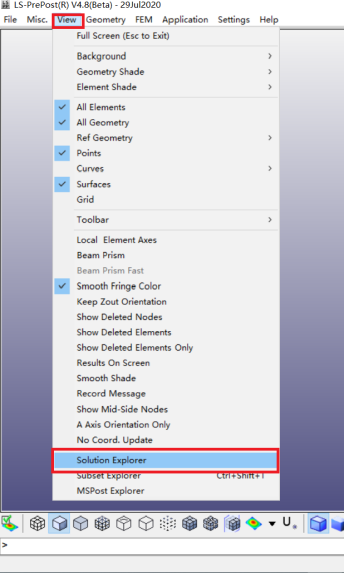 LS-PrePost(R) V4.8(Beta) - 29Jul2020
File Misc. View Geometry FEM Application Settings Help
Full Screen (Esc to Exit)
Background
Geometry Shade
Element Shade
All Elements
All Geometry
Ref Geometry
Points
Curves
Surfaces
Grid
Toolbar
Local Element Axes
Beam Prism
Beam Prism Fast
Smooth Fringe Color
Keep Zout Orientation
Show Deleted Nodes
Show Deleted Elements
Show Deleted Elements Only
Results On Screen
Smooth Shade
Record Message
Show Mid-Side Nodes
A Axis Orientation Only
No Coord. Update
Solution Explorer
Subset Explorer Ctrl+Shift+T
MSPost Explorer
U*
>